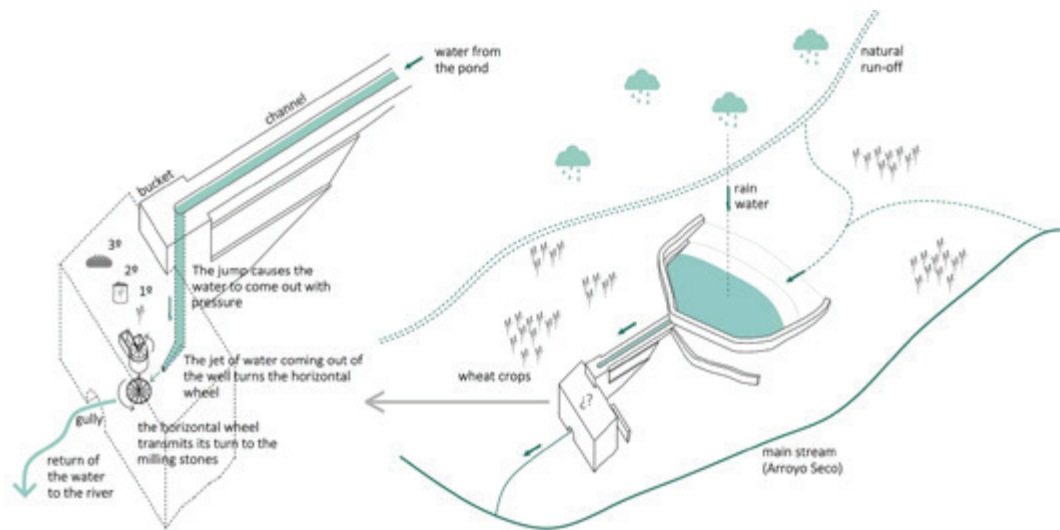 water from
the pond
channel
bucket
3º
2º
1º
The jump causes the
water to come out with
pressure
The jet of water coming out of
the well turns the horizontal
wheel
the horizontal wheel
transmits its turn to the
milling stones
gully
return of
the water
to the river
natural
run-off
rain
water
wheat crops
¿?
main stream
(Arroyo Seco)